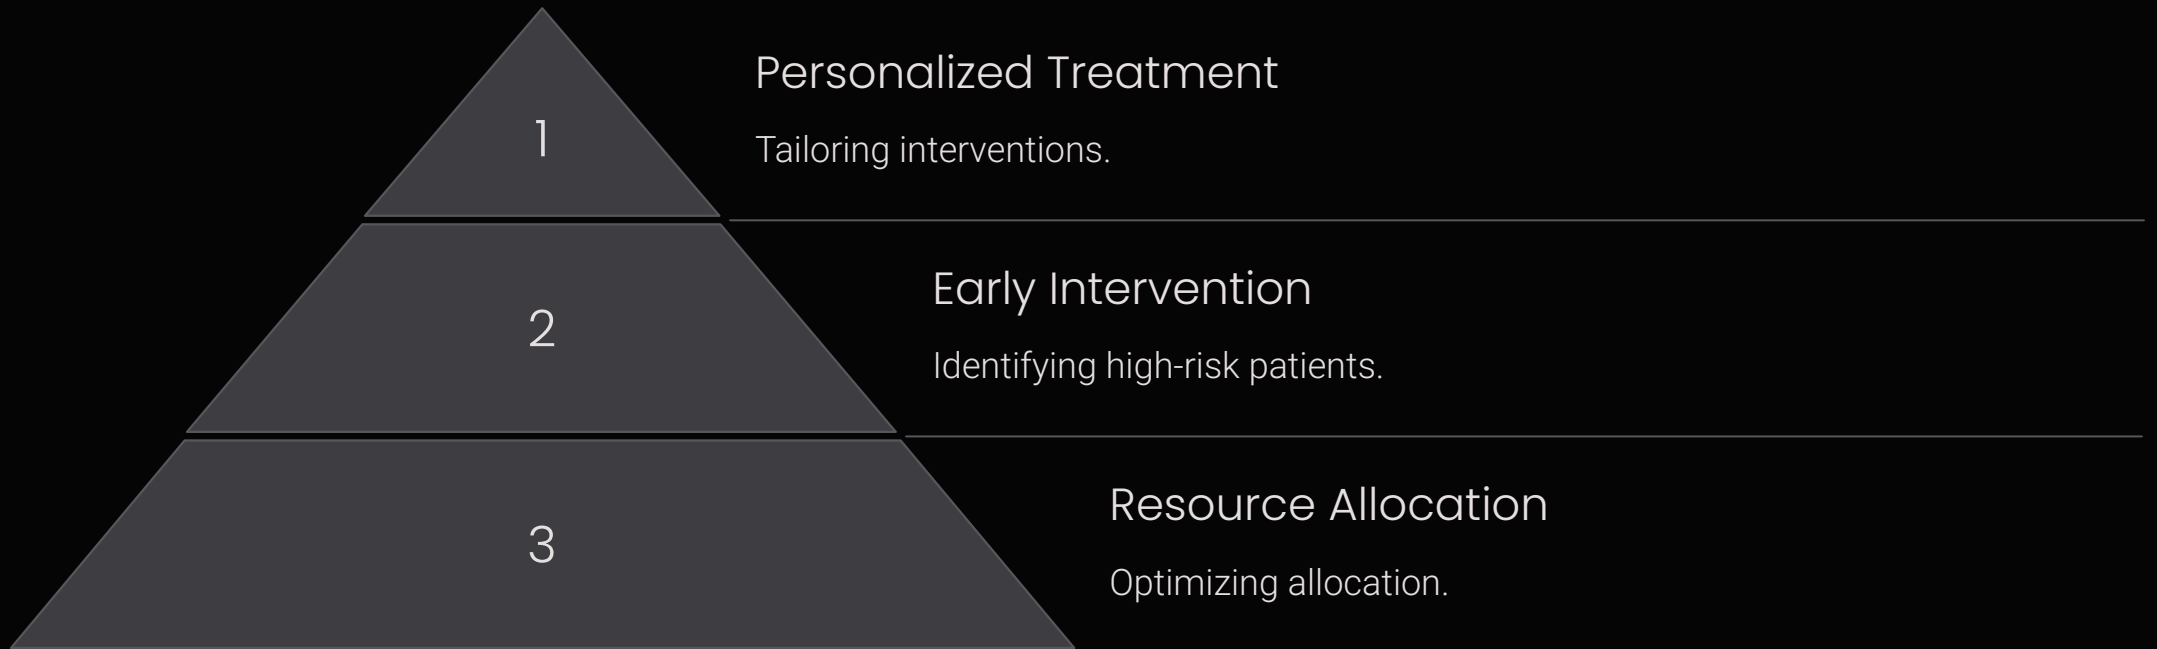 1
Personalized Treatment
Tailoring interventions.
2
Early Intervention
Identifying high-risk patients.
3
Resource Allocation
Optimizing allocation.